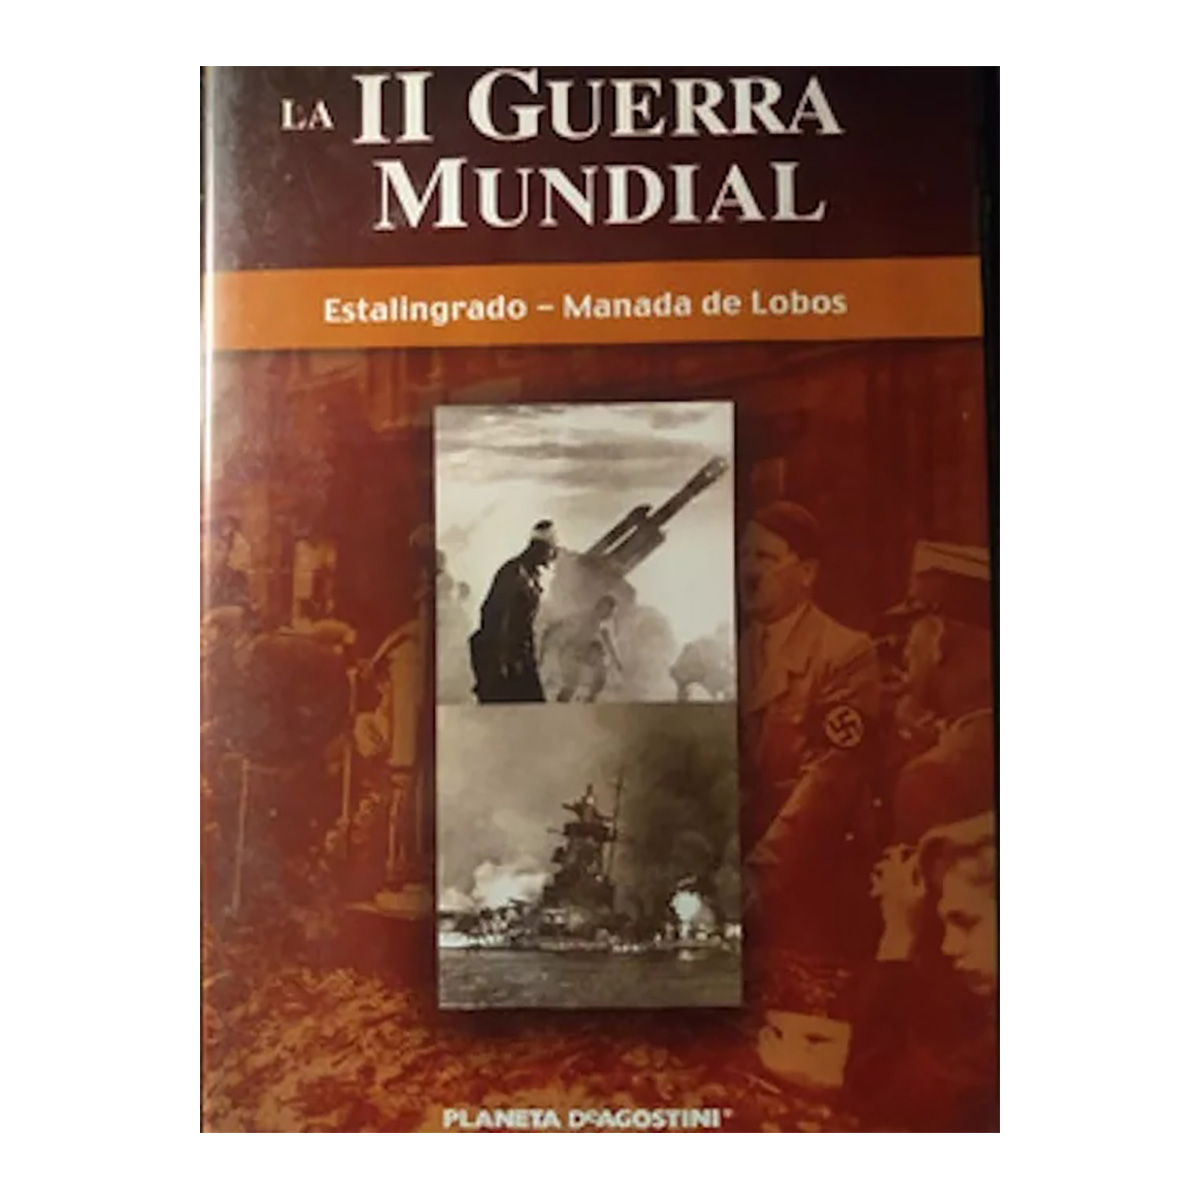 LA II GUERRA
MUNDIAL
Estalingrado – Manada de Lobos
PLANETA DeAGOSTINI®